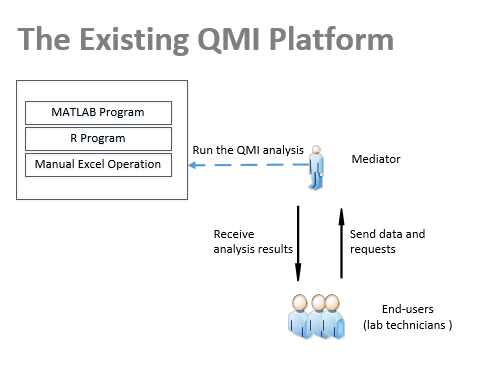 The Existing QMI Platform
MATLAB Program
R Program
Manual Excel Operation
Run the QMI analysis
Mediator
Receive
analysis results
Send data and
requests
End-users
(lab technicians )